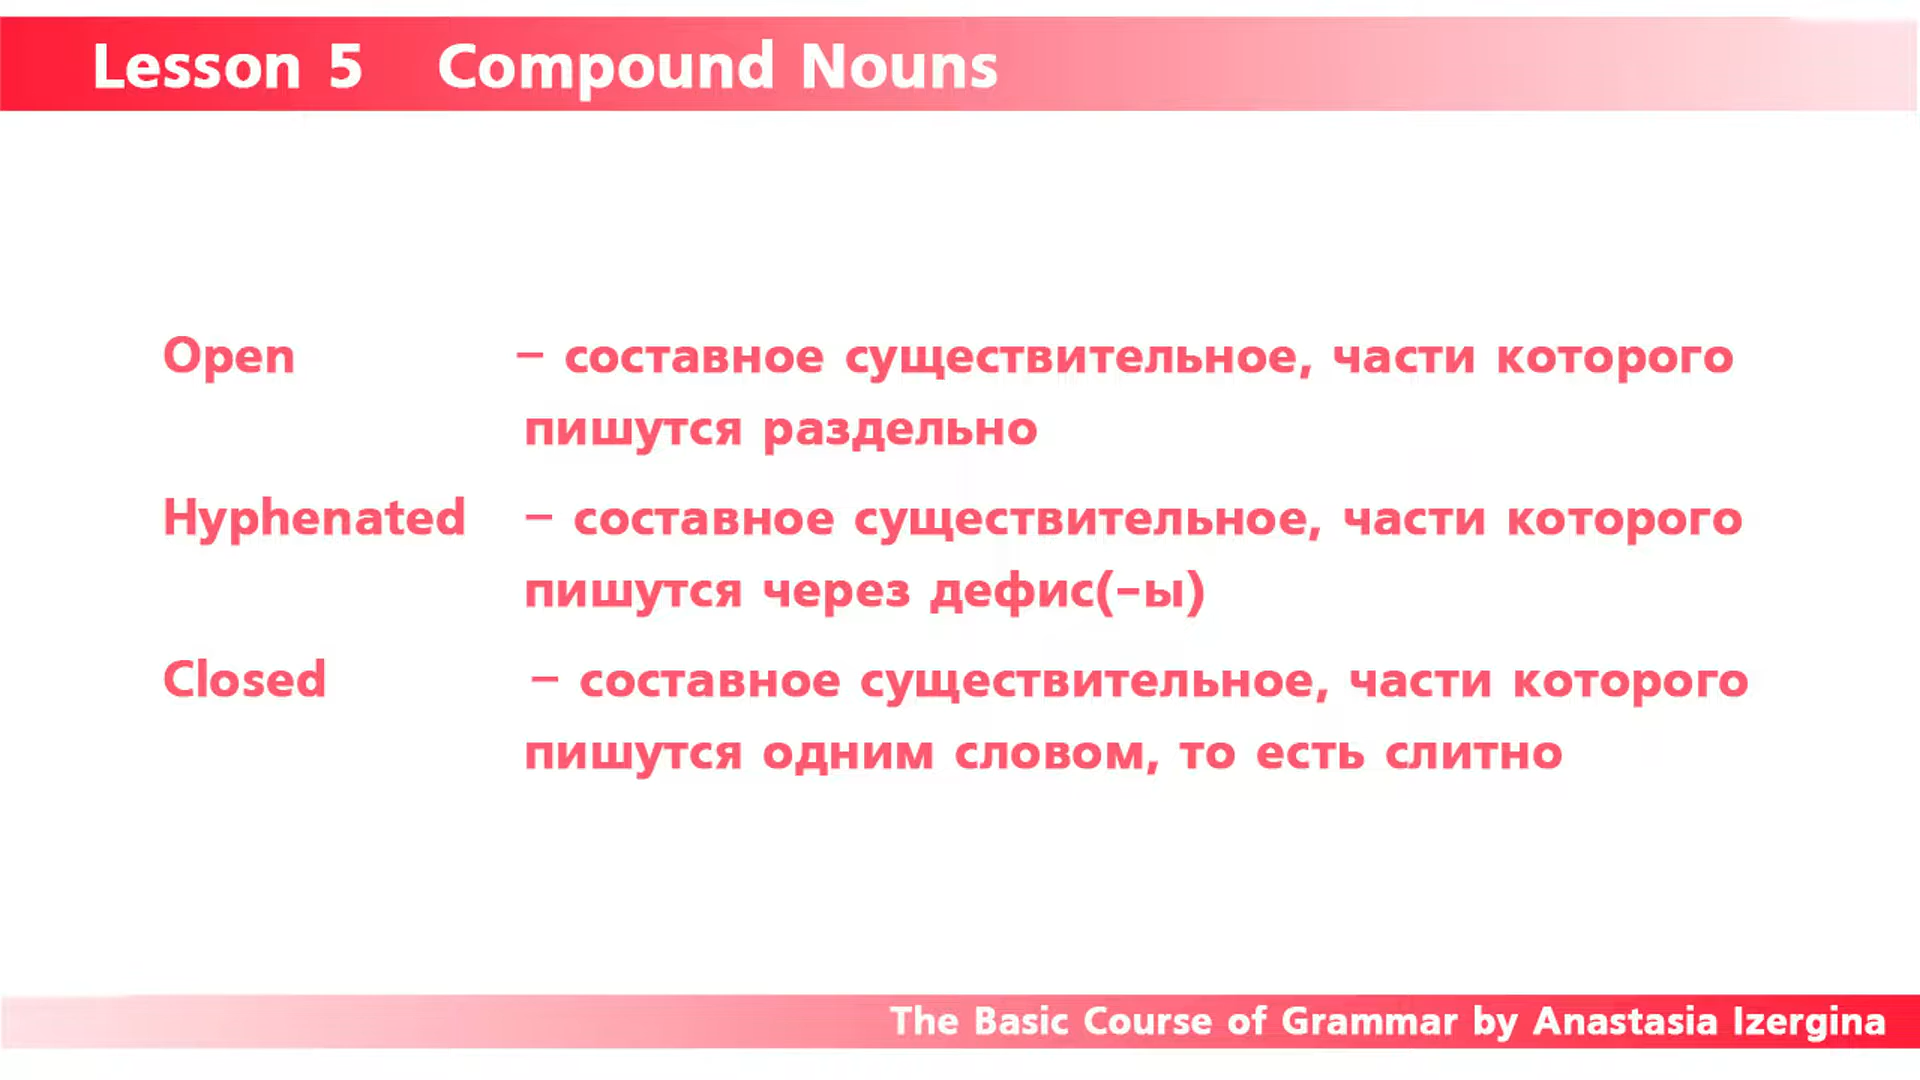 Lesson 5 Compound Nouns
Open – составное существительное, части которого
пишутся раздельно
Hyphenated – составное существительное, части которого
пишутся через дефис(-ы)
Closed – составное существительное, части которого
пишутся одним словом, то есть слитно
The Basic Course of Grammar by Anastasia Izergina